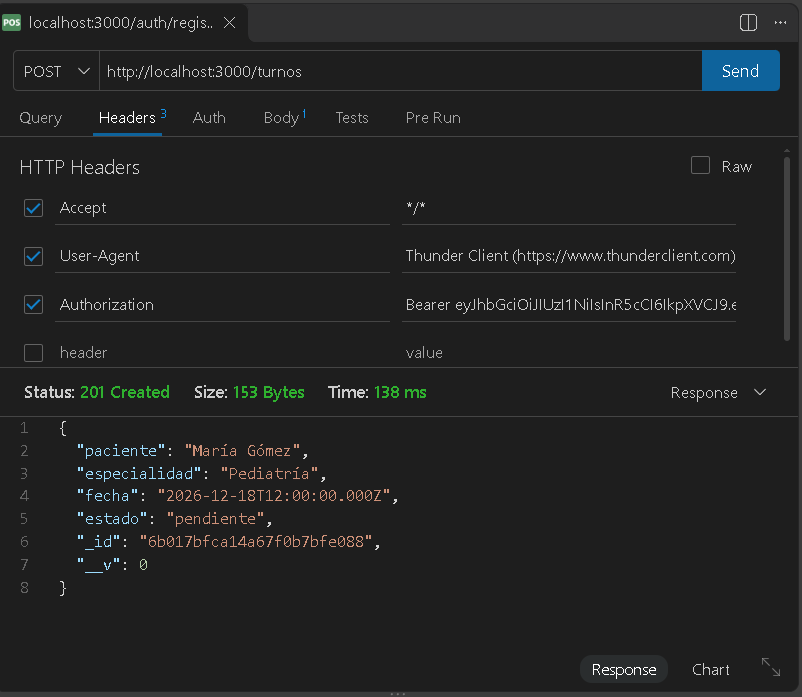 POS localhost:3000/auth/regis..
POST http://localhost:3000/turnos Send
Query Headers 3 Auth Body 1 Tests Pre Run
HTTP Headers Raw
Accept */*
User-Agent Thunder Client (https://www.thunderclient.com)
Authorization Bearer eyJhbGciOiJIUzI1NiIsInR5cCI6IkpXVCJ9.e
header value
Status: 201 Created Size: 153 Bytes Time: 138 ms Response
1 {
2 "paciente": "María Gómez",
3 "especialidad": "Pediatría",
4 "fecha": "2026-12-18T12:00:00.000Z",
5 "estado": "pendiente",
6 "_id": "6b017bfca14a67f0b7bfe088",
7 "__v": 0
8 }
Response Chart